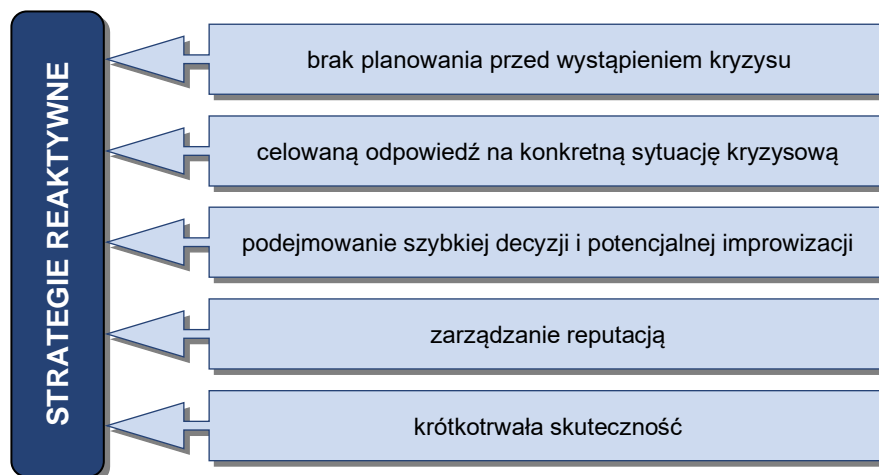 STRATEGIE REAKTYWNE
brak planowania przed wystąpieniem kryzysu
celowaną odpowiedź na konkretną sytuację kryzysową
podejmowanie szybkiej decyzji i potencjalnej improwizacji
zarządzanie reputacją
krótkotrwała skuteczność